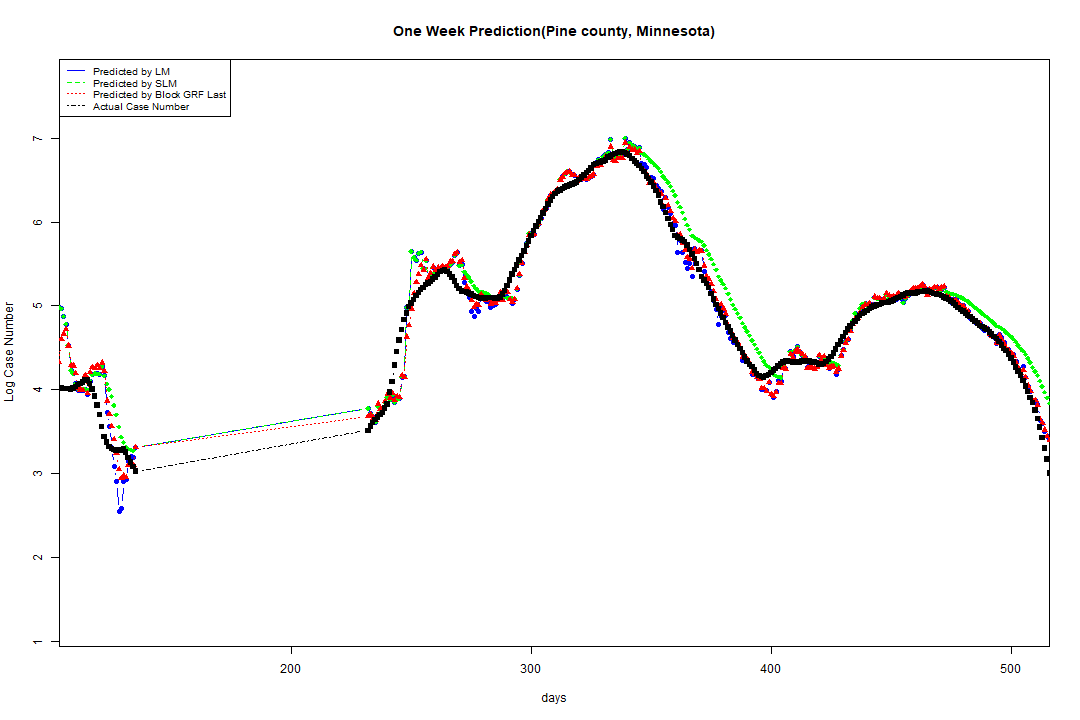 One Week Prediction(Pine county, Minnesota)
Predicted by LM
Predicted by SLM
Predicted by Block GRF Last
Actual Case Number
7
6
5
4
3
2
1
Log Case Number
200 300 400 500
days